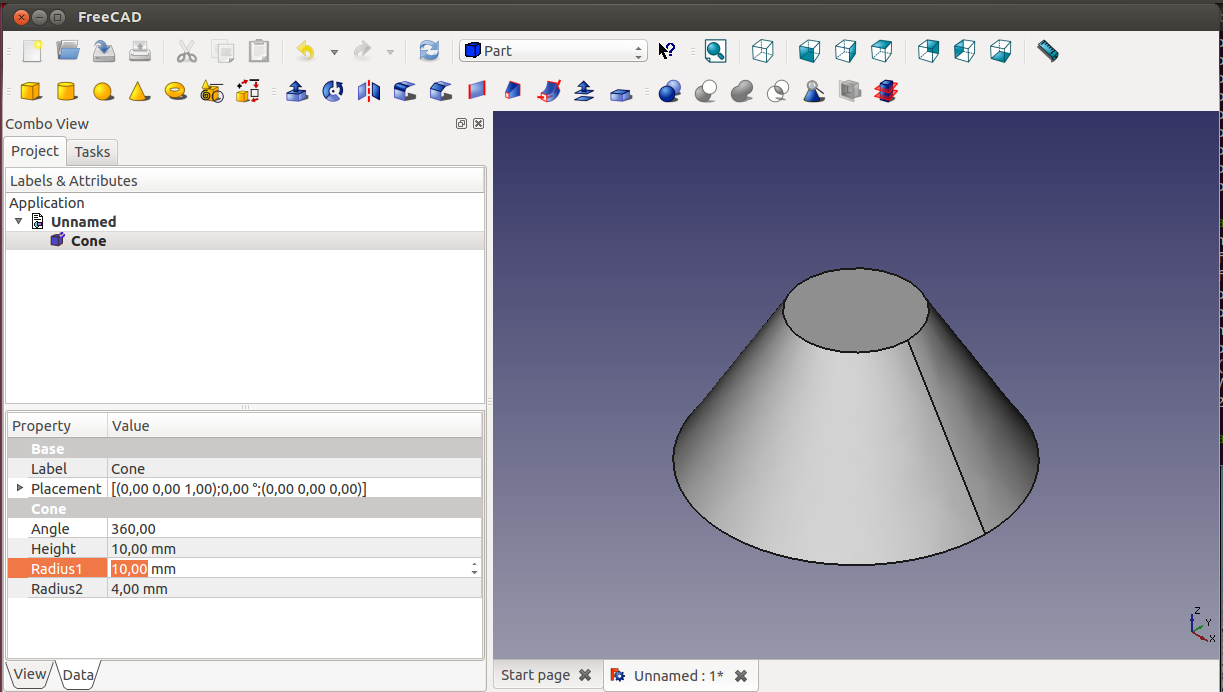 FreeCAD
Part
Combo View
Project Tasks
Labels & Attributes
Application
Unnamed
Cone
Property Value
Base
Label Cone
Placement [(0,00 0,00 1,00);0,00 °;(0,00 0,00 0,00)]
Cone
Angle 360,00
Height 10,00 mm
Radius1 10,00 mm
Radius2 4,00 mm
View Data
Z
Y
X
Start page Unnamed : 1*